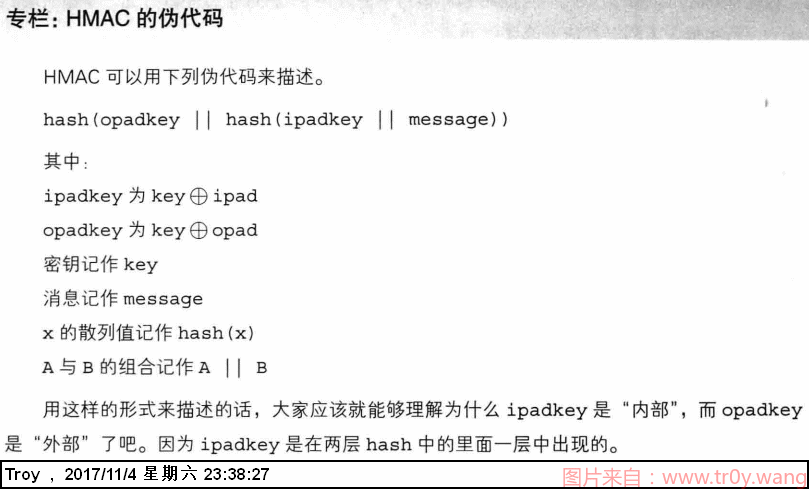 专栏：HMAC 的伪代码
HMAC 可以用下列伪代码来描述。
hash(opadkey || hash(ipadkey || message))
其中：
ipadkey 为 key⊕ipad
opadkey 为 key⊕opad
密钥记作 key
消息记作 message
x 的散列值记作 hash(x)
A 与 B 的组合记作 A || B
用这样的形式来描述的话，大家应该就能够理解为什么 ipadkey 是“内部”，而 opadkey
是“外部”了吧。因为 ipadkey 是在两层 hash 中的里面一层中出现的。
Troy , 2017/11/4 星期六 23:38:27
图片来自：www.tr0y.wang